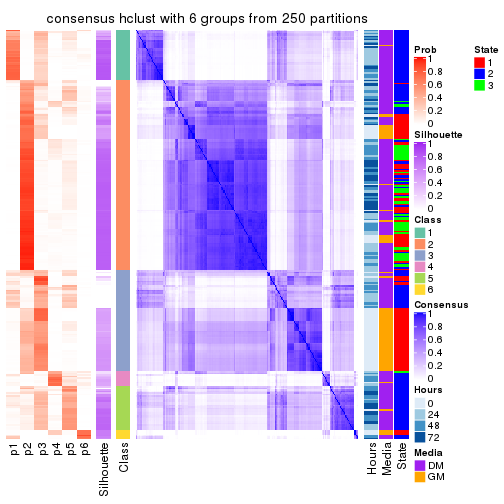 consensus hclust with 6 groups from 250 partitions
p1
p2
p3
p4
p5
p6
Silhouette
Class
Hours
Media
State
Prob
1
0.8
0.6
0.4
0.2
0
Silhouette
1
0.8
0.6
0.4
0.2
0
Class
1
2
3
4
5
6
Consensus
1
0.8
0.6
0.4
0.2
0
Hours
0
24
48
72
Media
DM
GM
State
1
2
3